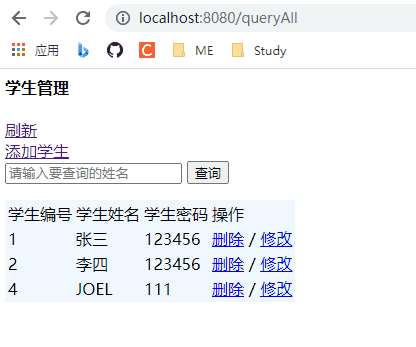 localhost:8080/queryAll
应用 ME Study
学生管理
刷新
添加学生
请输入要查询的姓名 查询
学生编号 学生姓名 学生密码 操作
1 张三 123456 删除 / 修改
2 李四 123456 删除 / 修改
4 JOEL 111 删除 / 修改